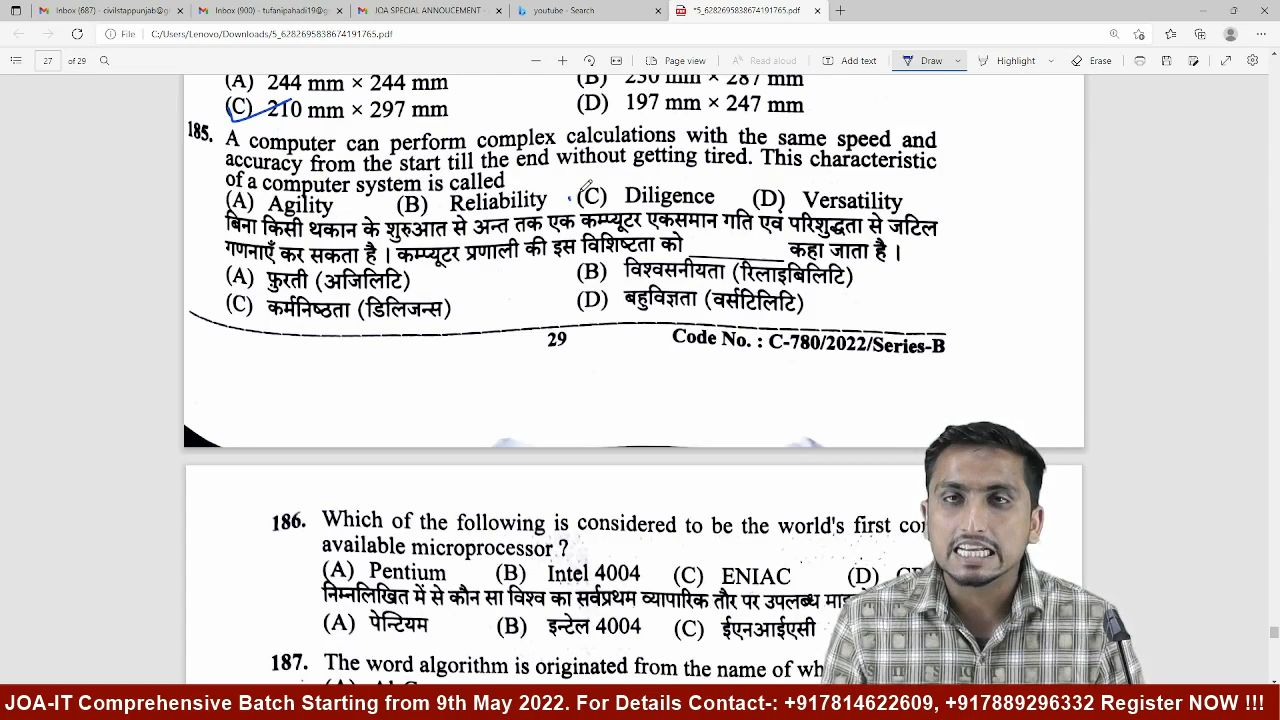 Inbox (687) - civilstappunjab@gm
Inbox (900) - tufanipahadi19@gm
JOA SPECIAL ANNOUCEMENT -
youtube - Search
*5_6282695838674191765.pdf
File
C:/Users/Lenovo/Downloads/5_6282695838674191765.pdf
27 of 29
Page view
Read aloud
Add text
Draw
Highlight
Erase
(A) 244 mm × 244 mm
(B) 230 mm × 287 mm
(C) 210 mm × 297 mm
(D) 197 mm × 247 mm
185. A computer can perform complex calculations with the same speed and
accuracy from the start till the end without getting tired. This characteristic
of a computer system is called
(A) Agility (B) Reliability (C) Diligence (D) Versatility
बिना किसी थकान के शुरुआत से अन्त तक एक कम्प्यूटर एकसमान गति एवं परिशुद्धता से जटिल
गणनाएँ कर सकता है । कम्प्यूटर प्रणाली की इस विशिष्टता को ________ कहा जाता है ।
(A) फुरती (अजिलिटि)
(B) विश्वसनीयता (रिलाइबिलिटि)
(C) कर्मनिष्ठता (डिलिजन्स)
(D) बहुविज्ञता (वर्सटिलिटि)
29
Code No. : C-780/2022/Series-B
186. Which of the following is considered to be the world's first
available microprocessor ?
(A) Pentium (B) Intel 4004 (C) ENIAC (D)
निम्नलिखित में से कौन सा विश्व का सर्वप्रथम व्यापारिक तौर पर उपलब्ध
(A) पेन्टियम (B) इन्टेल 4004 (C) ईएनआईएसी
187. The word algorithm is originated from the name of
JOA-IT Comprehensive Batch Starting from 9th May 2022. For Details Contact-: +917814622609, +917889296332 Register NOW !!!